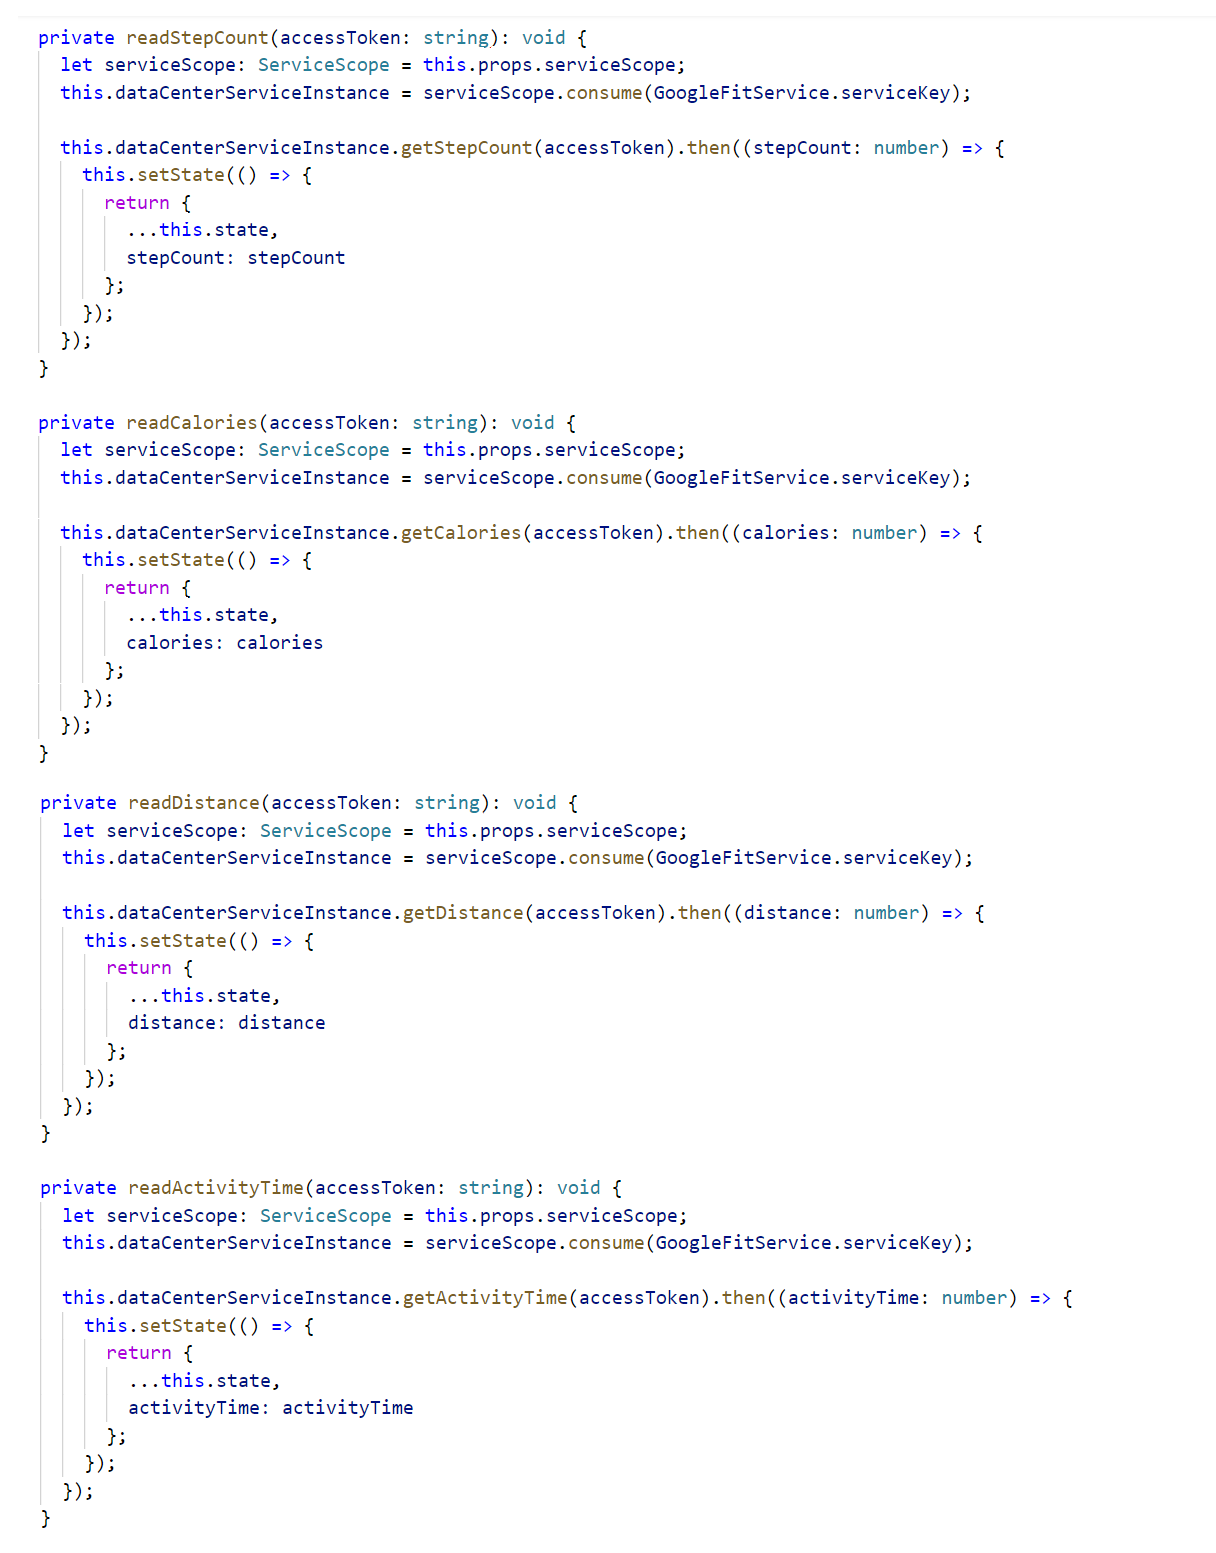 private readStepCount(accessToken: string): void {
  let serviceScope: ServiceScope = this.props.serviceScope;
  this.dataCenterServiceInstance = serviceScope.consume(GoogleFitService.serviceKey);

  this.dataCenterServiceInstance.getStepCount(accessToken).then((stepCount: number) => {
    this.setState(() => {
      return {
        ...this.state,
        stepCount: stepCount
      };
    });
  });
}

private readCalories(accessToken: string): void {
  let serviceScope: ServiceScope = this.props.serviceScope;
  this.dataCenterServiceInstance = serviceScope.consume(GoogleFitService.serviceKey);

  this.dataCenterServiceInstance.getCalories(accessToken).then((calories: number) => {
    this.setState(() => {
      return {
        ...this.state,
        calories: calories
      };
    });
  });
}

private readDistance(accessToken: string): void {
  let serviceScope: ServiceScope = this.props.serviceScope;
  this.dataCenterServiceInstance = serviceScope.consume(GoogleFitService.serviceKey);

  this.dataCenterServiceInstance.getDistance(accessToken).then((distance: number) => {
    this.setState(() => {
      return {
        ...this.state,
        distance: distance
      };
    });
  });
}

private readActivityTime(accessToken: string): void {
  let serviceScope: ServiceScope = this.props.serviceScope;
  this.dataCenterServiceInstance = serviceScope.consume(GoogleFitService.serviceKey);

  this.dataCenterServiceInstance.getActivityTime(accessToken).then((activityTime: number) => {
    this.setState(() => {
      return {
        ...this.state,
        activityTime: activityTime
      };
    });
  });
}